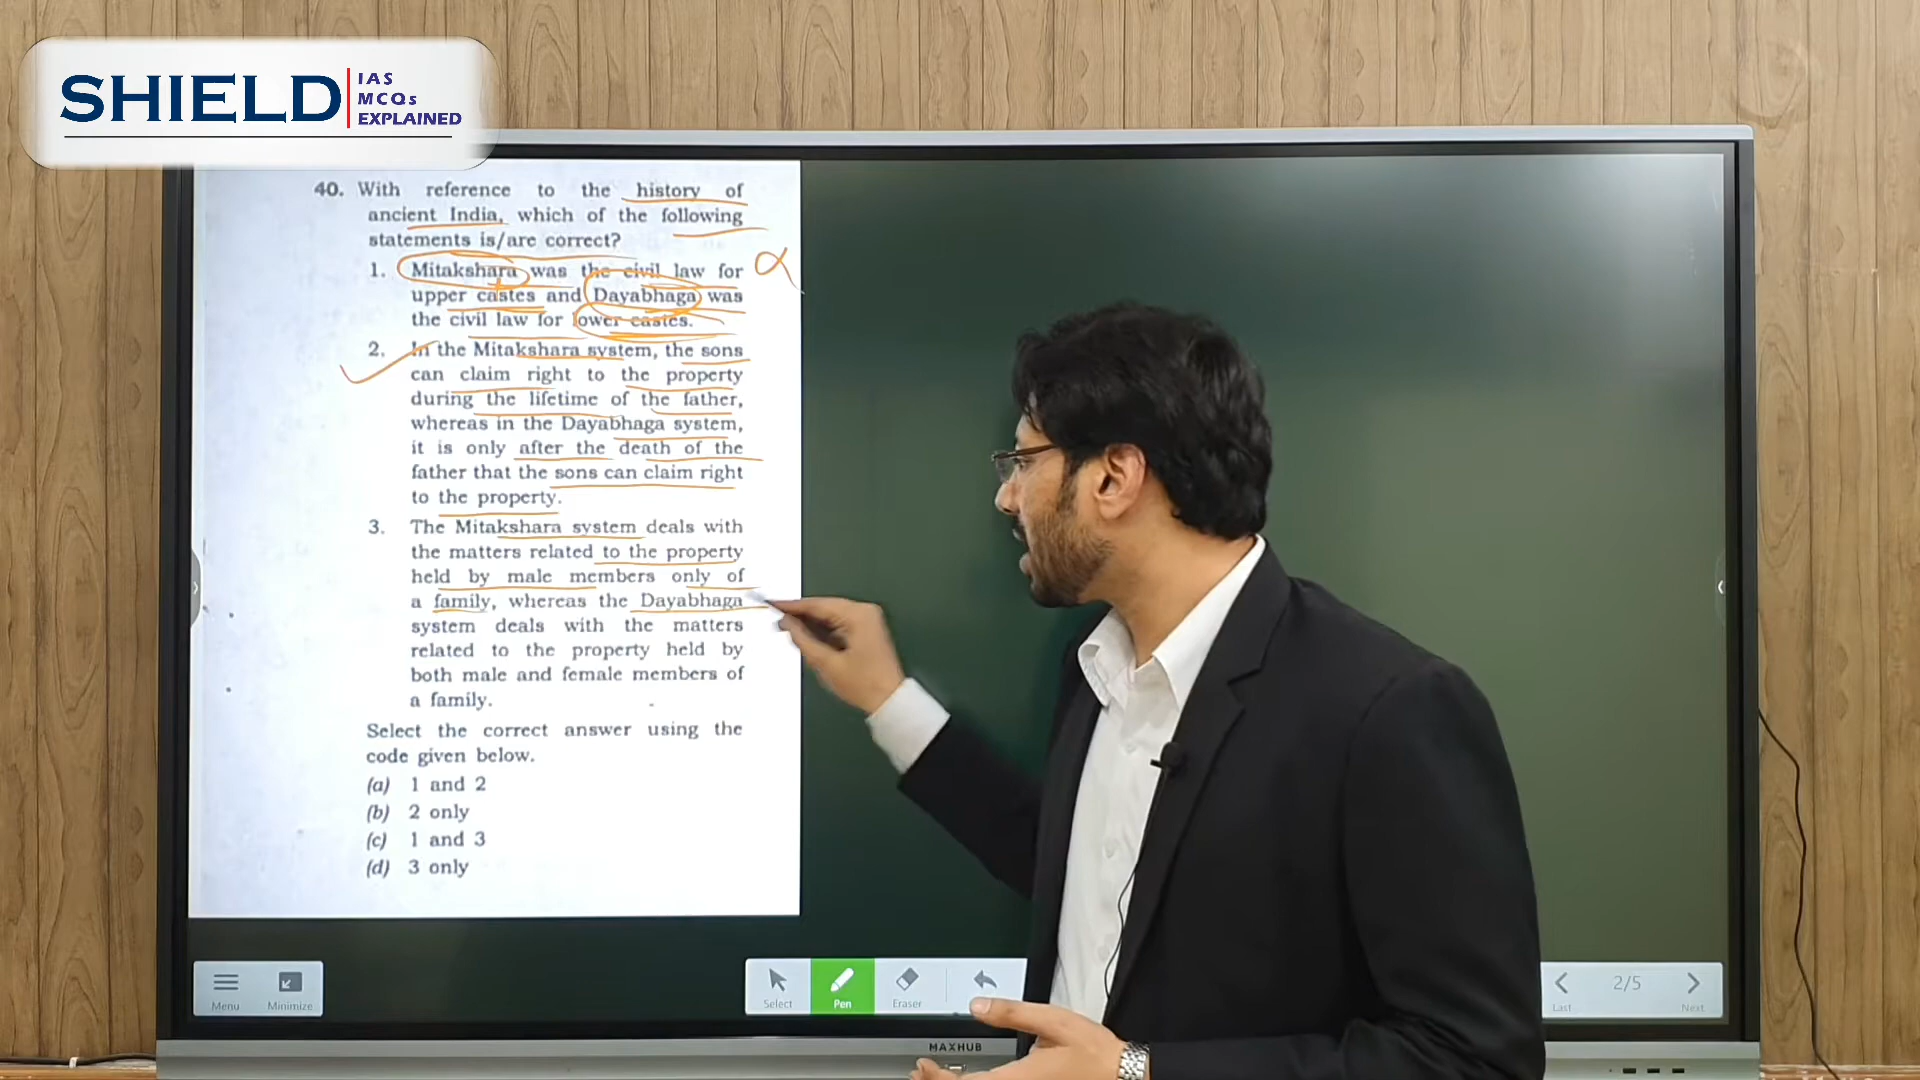 SHIELD
IAS
MCQs
EXPLAINED
40. With reference to the history of
ancient India, which of the following
statements is/are correct?
1. Mitakshara was the civil law for
upper castes and Dayabhaga was
the civil law for lower castes.
2. In the Mitakshara system, the sons
can claim right to the property
during the lifetime of the father,
whereas in the Dayabhaga system,
it is only after the death of the
father that the sons can claim right
to the property.
3. The Mitakshara system deals with
the matters related to the property
held by male members only of
a family, whereas the Dayabhaga
system deals with the matters
related to the property held by
both male and female members of
a family.
Select the correct answer using the
code given below.
(a) 1 and 2
(b) 2 only
(c) 1 and 3
(d) 3 only
Menu
Minimize
Select
Pen
Eraser
Last
2/5
Next
MAXHUB